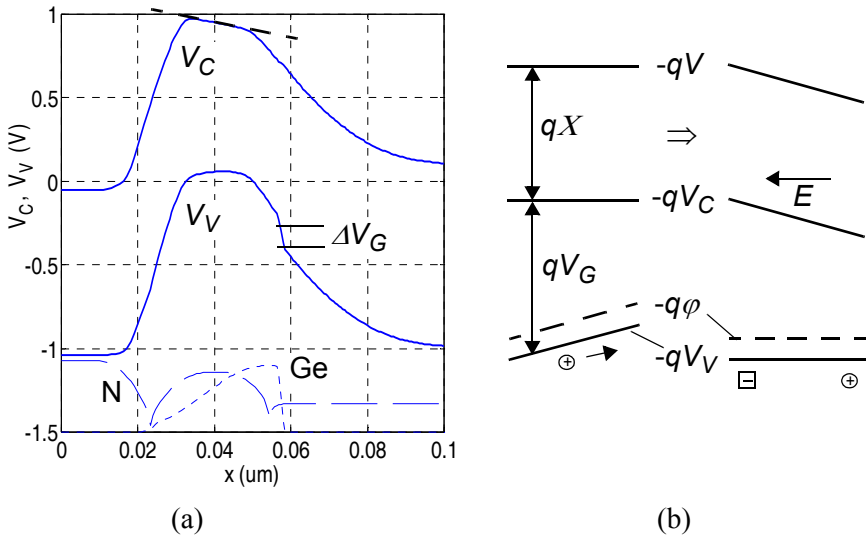 1
0.5
0
-0.5
-1
-1.5
V_C, V_V (V)
V_C
V_V
ΔV_G
N
Ge
0 0.02 0.04 0.06 0.08 0.1
x (um)
(a)
-qV
qX
⇒
E
-qV_C
qV_G
-qφ
⊕
-qV_V
⊟ ⊕
(b)